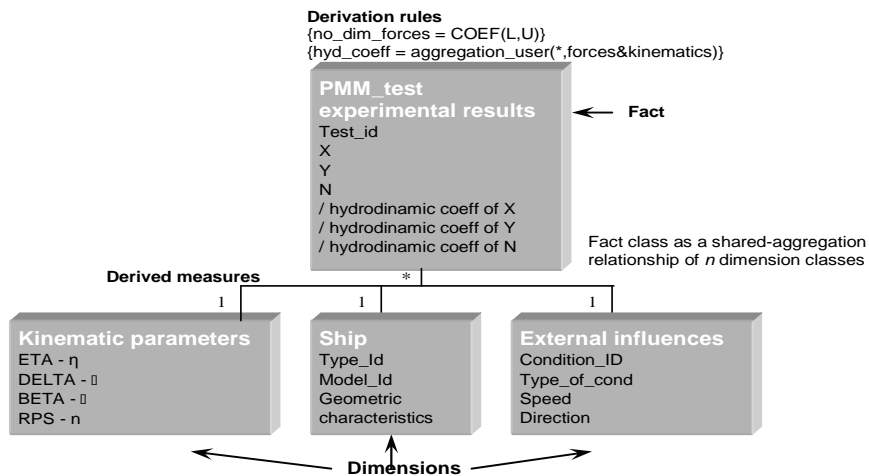 Derivation rules
{no_dim_forces = COEF(L,U)}
{hyd_coeff = aggregation_user(*,forces&kinematics)}
PMM_test
experimental results
Test_id
X
Y
N
/ hydrodinamic coeff of X
/ hydrodinamic coeff of Y
/ hydrodinamic coeff of N
Fact
Fact class as a shared-aggregation
relationship of n dimension classes
Derived measures
*
1
1
1
Kinematic parameters
ETA - η
DELTA - ▯
BETA - ▯
RPS - n
Ship
Type_Id
Model_Id
Geometric
characteristics
External influences
Condition_ID
Type_of_cond
Speed
Direction
Dimensions